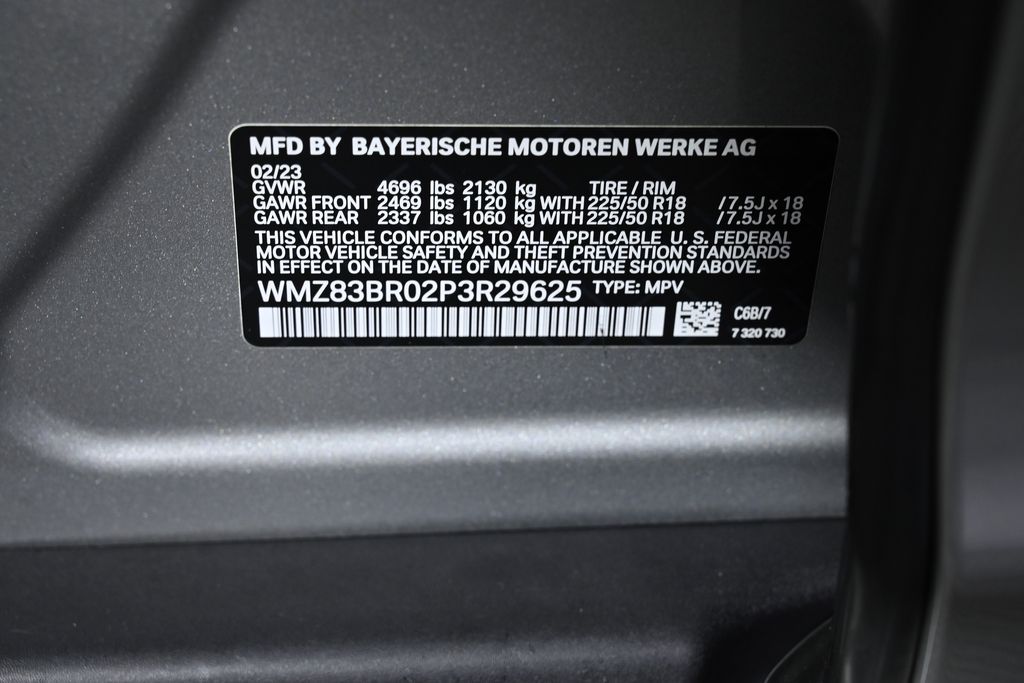 MFD BY BAYERISCHE MOTOREN WERKE AG
02/23
GVWR 4696 lbs 2130 kg TIRE / RIM
GAWR FRONT 2469 lbs 1120 kg WITH 225/50 R18 /7.5J x 18
GAWR REAR 2337 lbs 1060 kg WITH 225/50 R18 /7.5J x 18
THIS VEHICLE CONFORMS TO ALL APPLICABLE U. S. FEDERAL
MOTOR VEHICLE SAFETY AND THEFT PREVENTION STANDARDS
IN EFFECT ON THE DATE OF MANUFACTURE SHOWN ABOVE.
WMZ83BR02P3R29625 TYPE: MPV
C6B/7
7 320 730